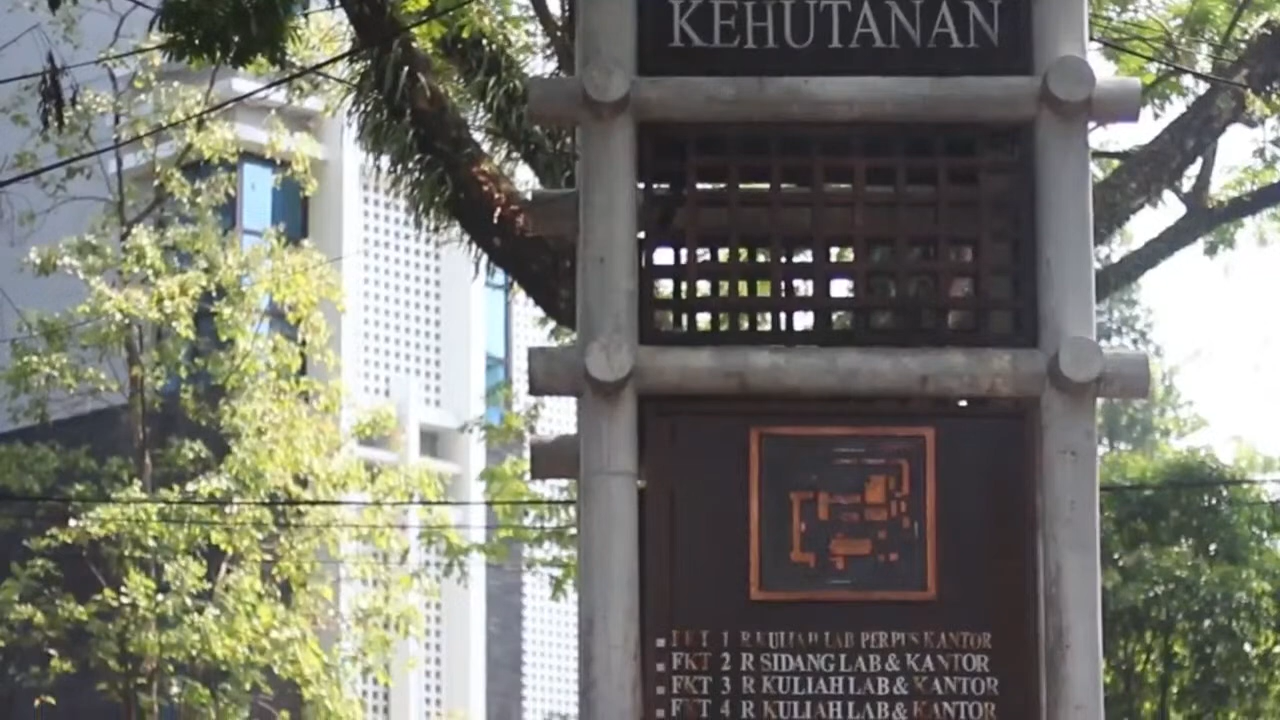 KEHUTANAN
FKT 1 R KULIAH LAB PERPUS KANTOR
FKT 2 R SIDANG LAB & KANTOR
FKT 3 R KULIAH LAB & KANTOR
FKT 4 R KULIAH LAB & KANTOR